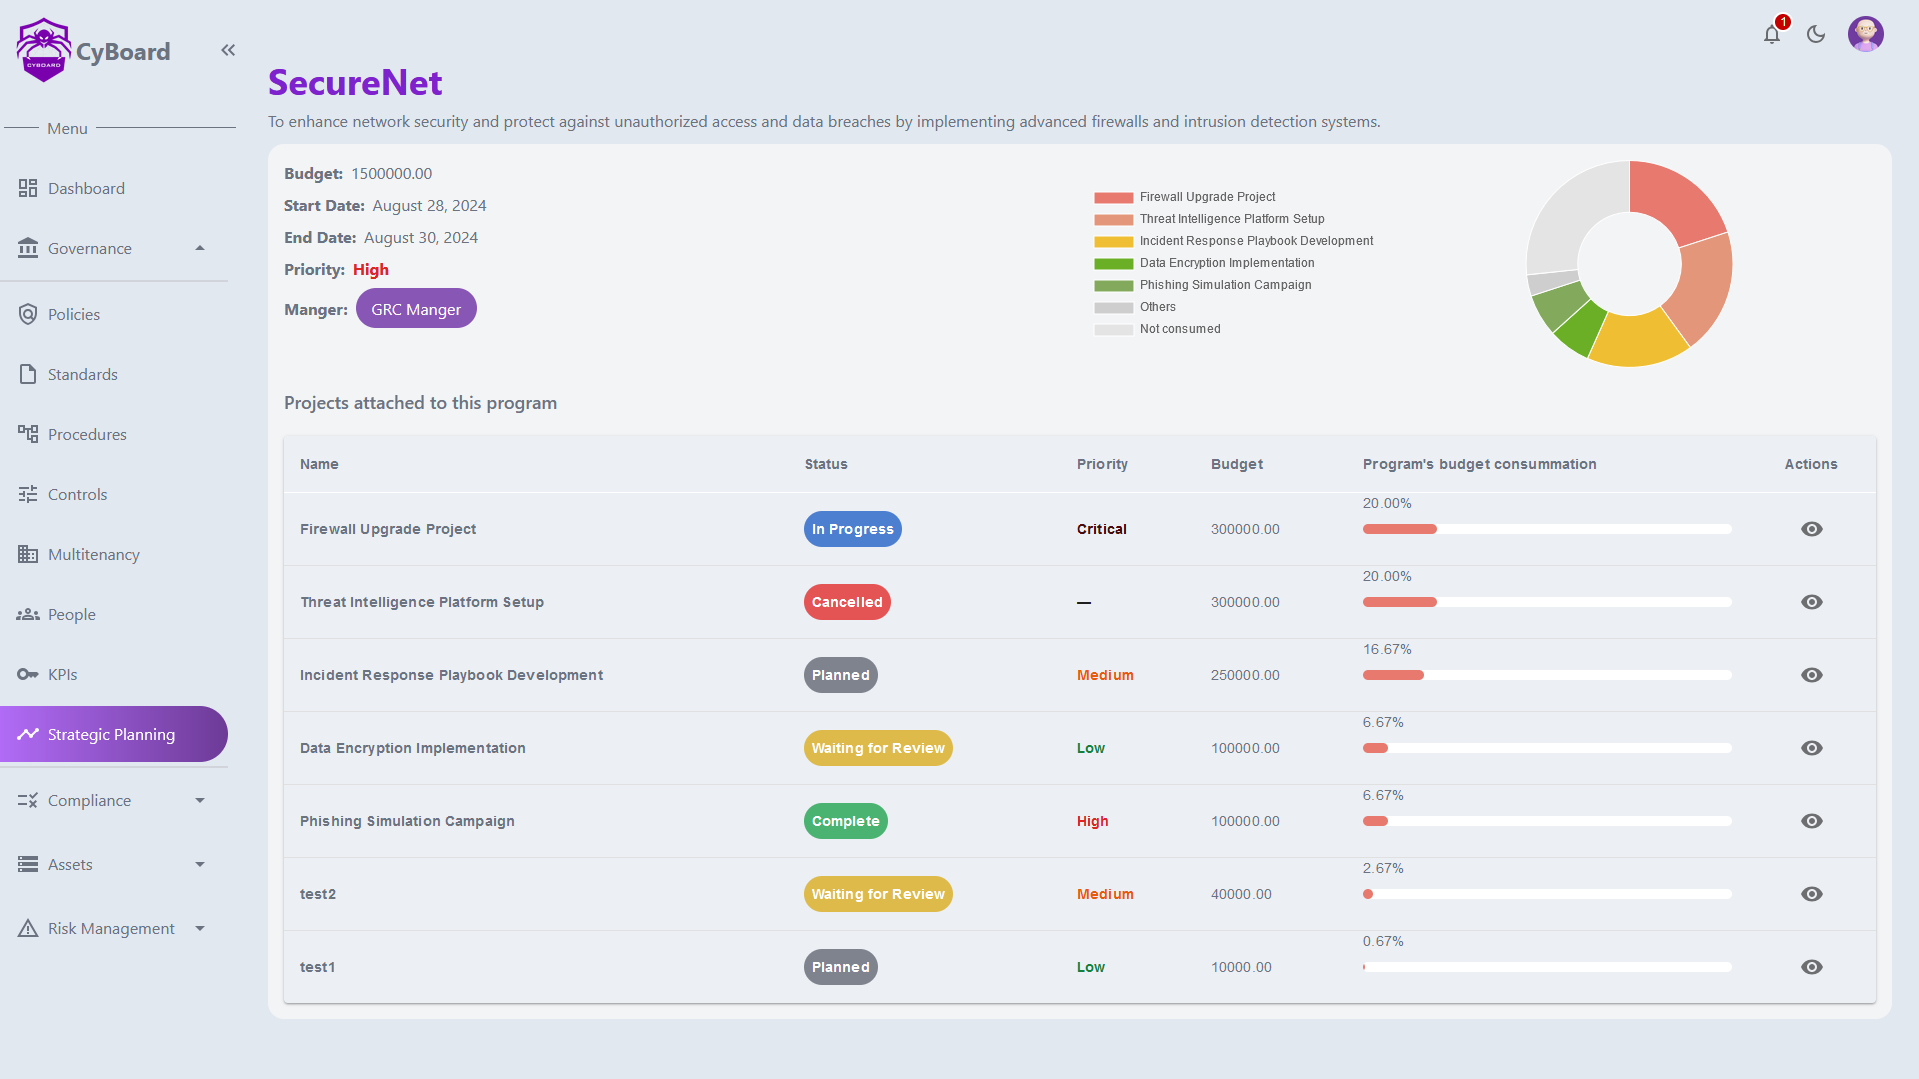 CYBOARD
CyBoard
1
SecureNet
To enhance network security and protect against unauthorized access and data breaches by implementing advanced firewalls and intrusion detection systems.
Menu
Dashboard
Governance
Policies
Standards
Procedures
Controls
Multitenancy
People
KPIs
Strategic Planning
Compliance
Assets
Risk Management
Budget: 1500000.00
Start Date: August 28, 2024
End Date: August 30, 2024
Priority: High
Manger: GRC Manger
Firewall Upgrade Project
Threat Intelligence Platform Setup
Incident Response Playbook Development
Data Encryption Implementation
Phishing Simulation Campaign
Others
Not consumed
Projects attached to this program
Name Status Priority Budget Program's budget consummation Actions
Firewall Upgrade Project In Progress Critical 300000.00 20.00%
Threat Intelligence Platform Setup Cancelled — 300000.00 20.00%
Incident Response Playbook Development Planned Medium 250000.00 16.67%
Data Encryption Implementation Waiting for Review Low 100000.00 6.67%
Phishing Simulation Campaign Complete High 100000.00 6.67%
test2 Waiting for Review Medium 40000.00 2.67%
test1 Planned Low 10000.00 0.67%